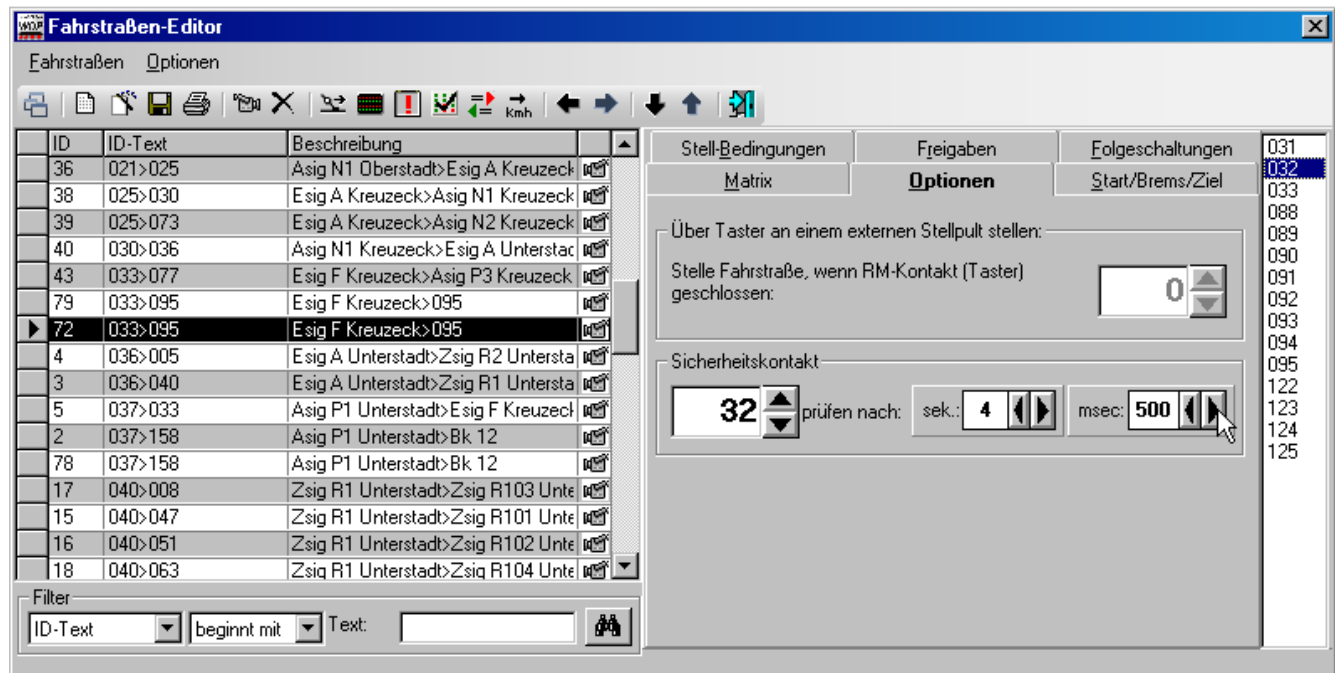 WDP Fahrstraßen-Editor
Fahrstraßen Optionen
Kmh
ID ID-Text Beschreibung
36 021>025 Asig N1 Oberstadt>Esig A Kreuzeck
38 025>030 Esig A Kreuzeck>Asig N1 Kreuzeck
39 025>073 Esig A Kreuzeck>Asig N2 Kreuzeck
40 030>036 Asig N1 Kreuzeck>Esig A Unterstad
43 033>077 Esig F Kreuzeck>Asig P3 Kreuzeck
79 033>095 Esig F Kreuzeck>095
72 033>095 Esig F Kreuzeck>095
4 036>005 Esig A Unterstadt>Zsig R2 Untersta
3 036>040 Esig A Unterstadt>Zsig R1 Untersta
5 037>033 Asig P1 Unterstadt>Esig F Kreuzeck
2 037>158 Asig P1 Unterstadt>Bk 12
78 037>158 Asig P1 Unterstadt>Bk 12
17 040>008 Zsig R1 Unterstadt>Zsig R103 Unte
15 040>047 Zsig R1 Unterstadt>Zsig R101 Unte
16 040>051 Zsig R1 Unterstadt>Zsig R102 Unte
18 040>063 Zsig R1 Unterstadt>Zsig R104 Unte
Filter
ID-Text beginnt mit Text:
Stell-Bedingungen Freigaben Folgeschaltungen
Matrix Optionen Start/Brems/Ziel
Über Taster an einem externen Stellpult stellen:
Stelle Fahrstraße, wenn RM-Kontakt (Taster)
geschlossen:
0
Sicherheitskontakt
32 prüfen nach: sek.: 4 msec: 500
031
032
033
088
089
090
091
092
093
094
095
122
123
124
125